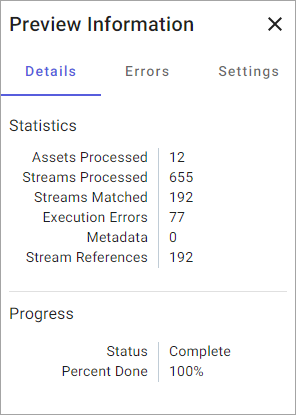 Preview Information
Details Errors Settings
Statistics
Assets Processed 12
Streams Processed 655
Streams Matched 192
Execution Errors 77
Metadata 0
Stream References 192
Progress
Status Complete
Percent Done 100%